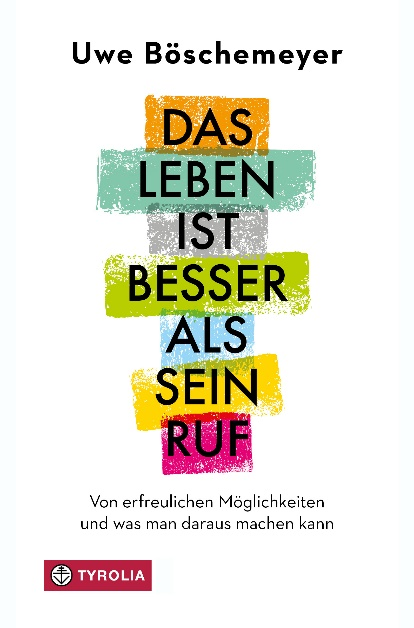 Uwe Böschemeyer
DAS
LEBEN
IST
BESSER
ALS
SEIN
RUF
Von erfreulichen Möglichkeiten
und was man daraus machen kann
TYROLIA